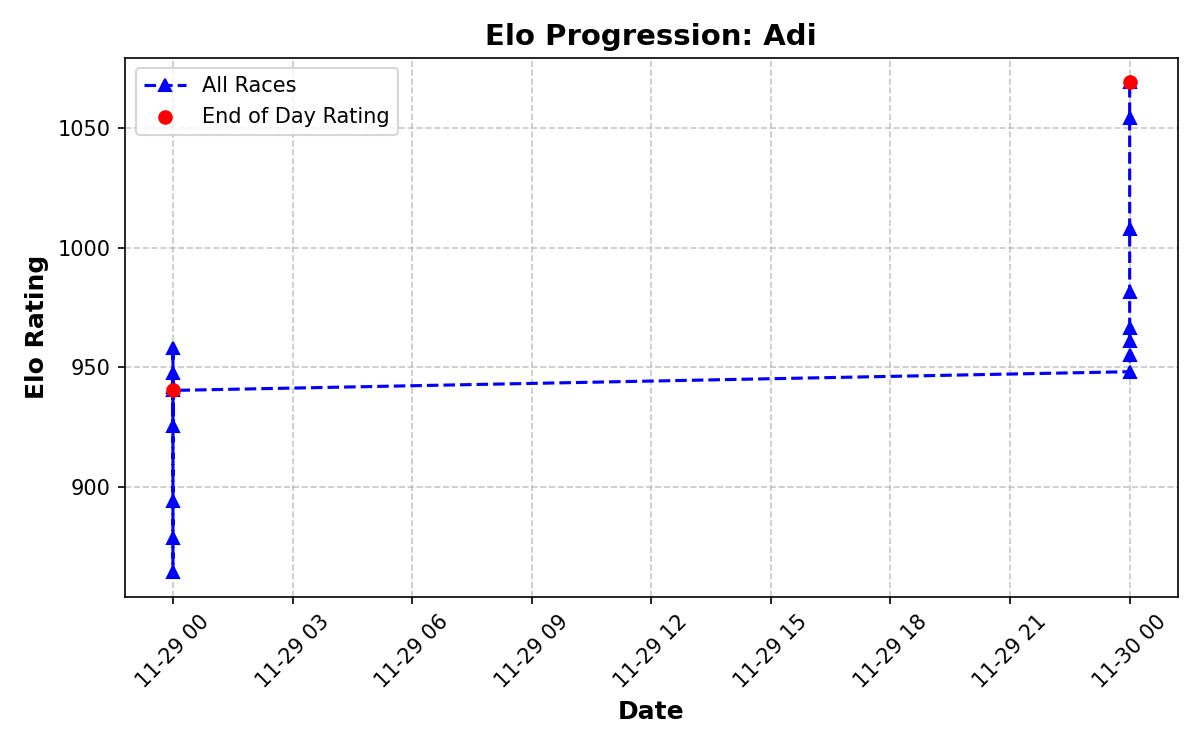 Elo Progression: Adi
All Races
End of Day Rating
Elo Rating
1050
1000
950
900
11-29 00
11-29 03
11-29 06
11-29 09
11-29 12
11-29 15
11-29 18
11-29 21
11-30 00
Date